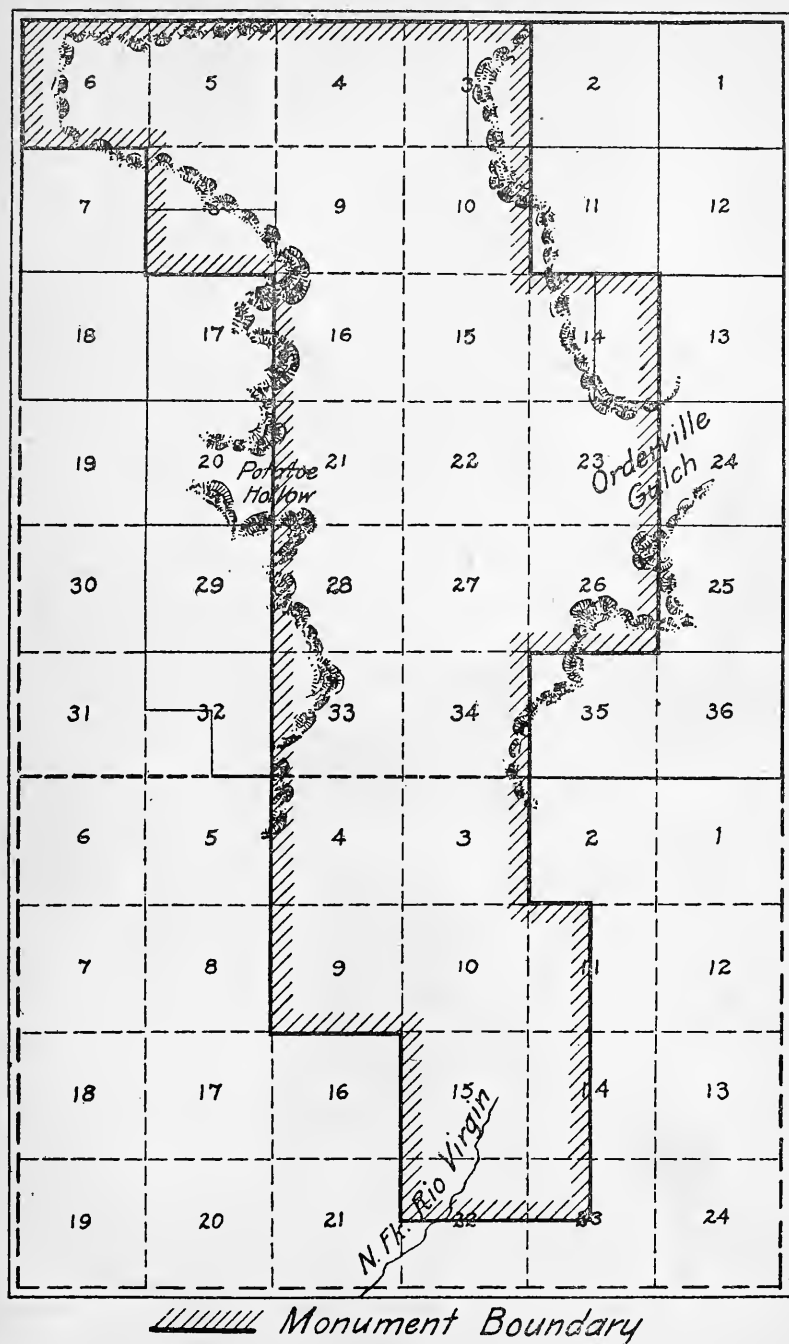 6 5 4 3 2 1
7 8 9 10 11 12
18 17 16 15 14 13
19 20 21 22 23 24
Potatoe
Hollow
Orderville
Gulch
30 29 28 27 26 25
31 32 33 34 35 36
6 5 4 3 2 1
7 8 9 10 11 12
18 17 16 15 14 13
19 20 21 22 23 24
N. Fk. Rio Virgin
Monument Boundary